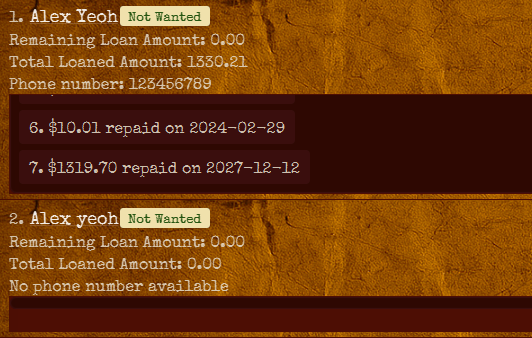 1. Alex Yeoh Not Wanted
Remaining Loan Amount: 0.00
Total Loaned Amount: 1330.21
Phone number: 123456789
6. $10.01 repaid on 2024-02-29
7. $1319.70 repaid on 2027-12-12
2. Alex yeoh Not Wanted
Remaining Loan Amount: 0.00
Total Loaned Amount: 0.00
No phone number available